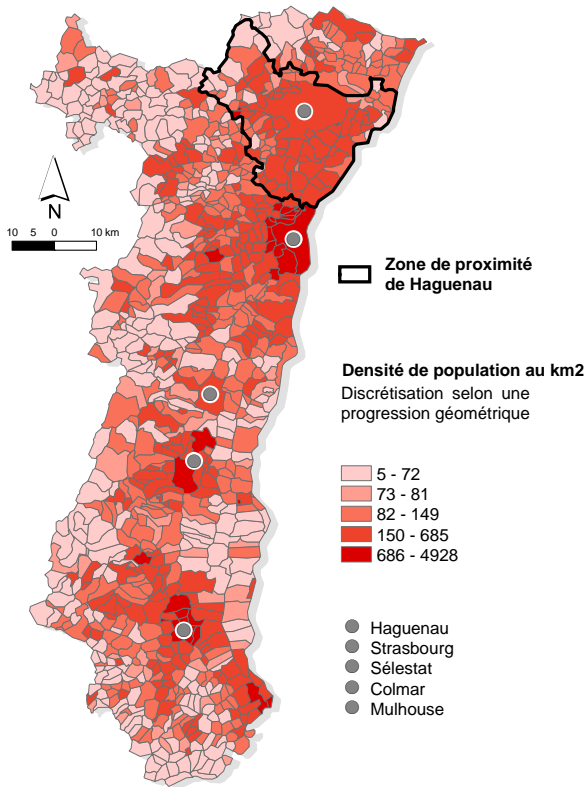 N
10 5 0 10 km
Zone de proximité
de Haguenau
Densité de population au km2
Discrétisation selon une
progression géométrique
5 - 72
73 - 81
82 - 149
150 - 685
686 - 4928
Haguenau
Strasbourg
Sélestat
Colmar
Mulhouse